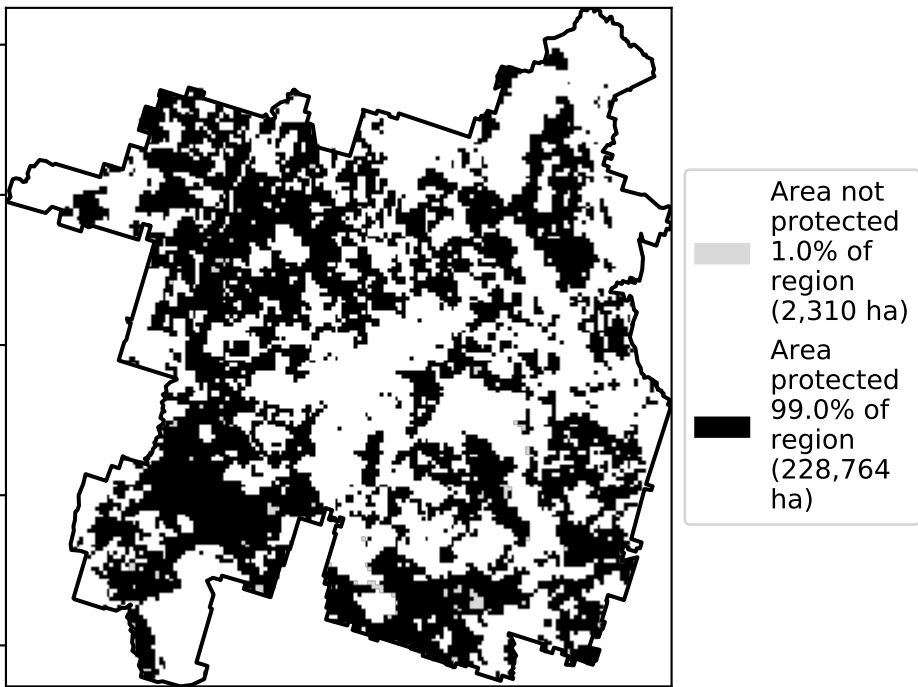 Area not
protected
1.0% of
region
(2,310 ha)
Area
protected
99.0% of
region
(228,764
ha)